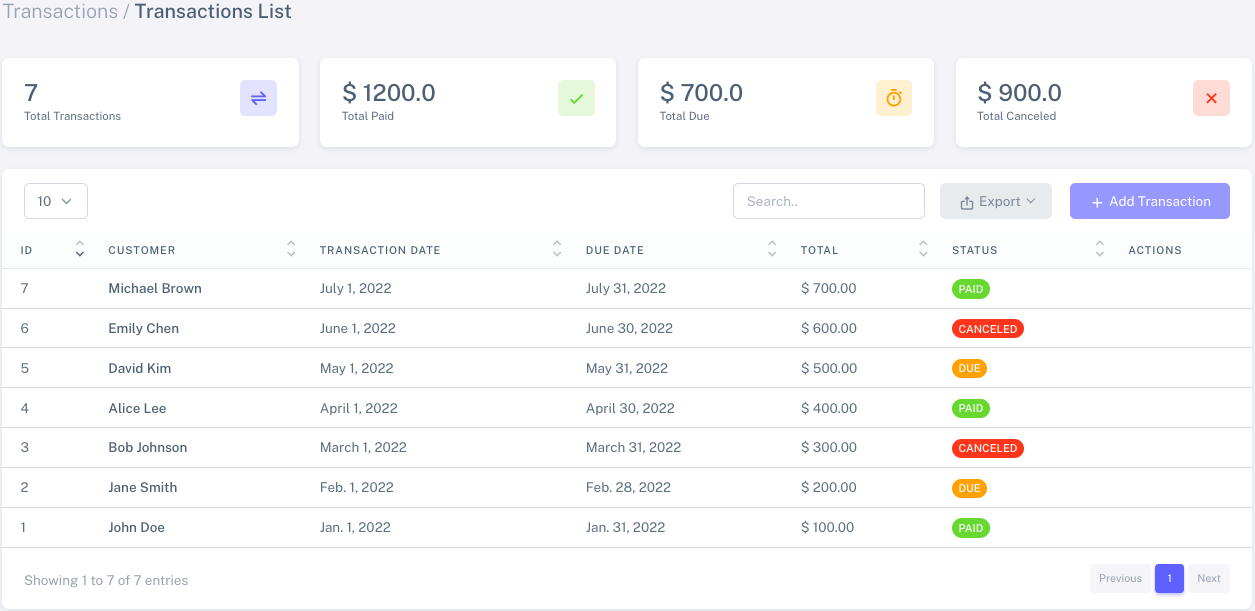 Transactions / Transactions List
7
Total Transactions
$ 1200.0
Total Paid
$ 700.0
Total Due
$ 900.0
Total Canceled
10
Search..
Export
+ Add Transaction
ID CUSTOMER TRANSACTION DATE DUE DATE TOTAL STATUS ACTIONS
7 Michael Brown July 1, 2022 July 31, 2022 $ 700.00 PAID
6 Emily Chen June 1, 2022 June 30, 2022 $ 600.00 CANCELED
5 David Kim May 1, 2022 May 31, 2022 $ 500.00 DUE
4 Alice Lee April 1, 2022 April 30, 2022 $ 400.00 PAID
3 Bob Johnson March 1, 2022 March 31, 2022 $ 300.00 CANCELED
2 Jane Smith Feb. 1, 2022 Feb. 28, 2022 $ 200.00 DUE
1 John Doe Jan. 1, 2022 Jan. 31, 2022 $ 100.00 PAID
Showing 1 to 7 of 7 entries
Previous 1 Next